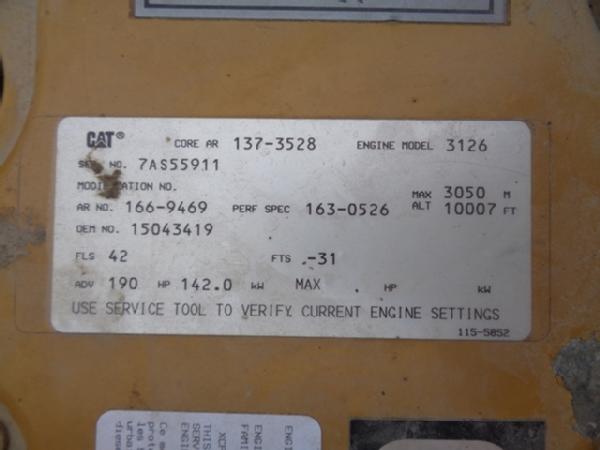 CAT® CORE AR 137-3528 ENGINE MODEL 3126
SER NO. 7AS55911
MODIFICATION NO.
AR NO. 166-9469 PERF SPEC 163-0526 MAX ALT 3050 M 10007 FT
OEM NO. 15043419
FLS 42 FTS .-31
ADV 190 HP 142.0 kW MAX . HP kW
USE SERVICE TOOL TO VERIFY CURRENT ENGINE SETTINGS
115-5852